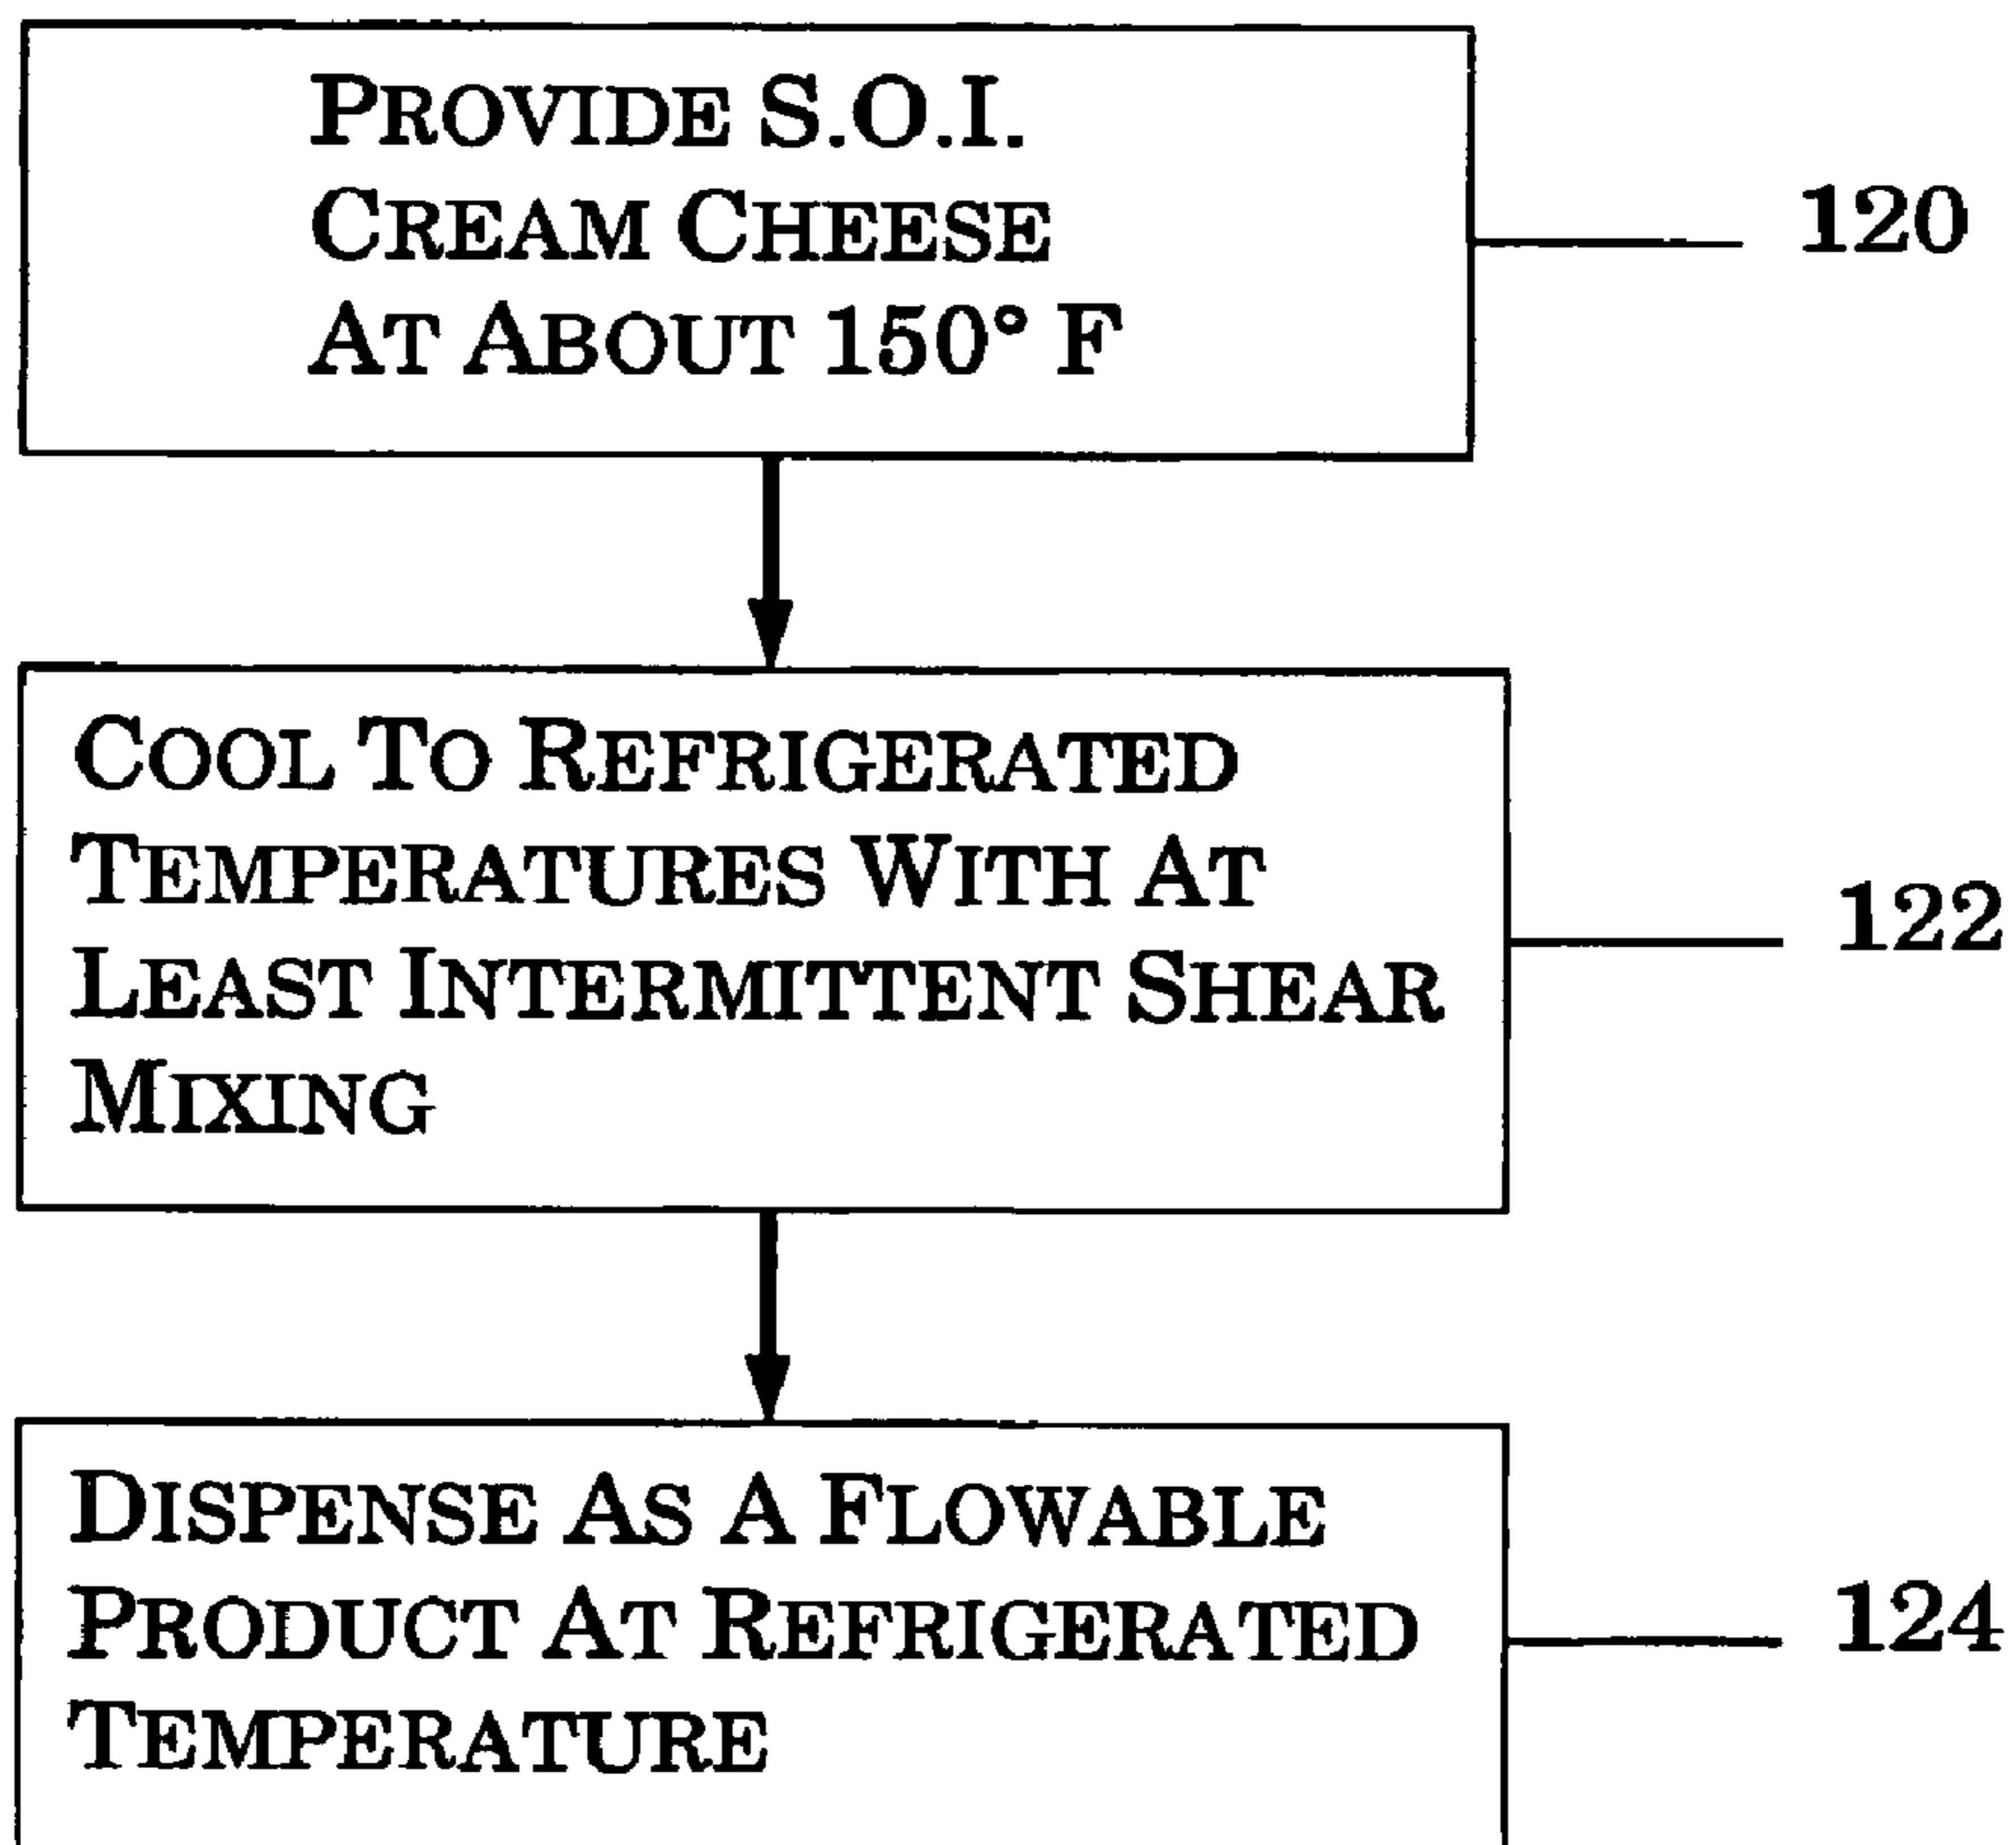 PROVIDE S.O.I.
CREAM CHEESE
AT ABOUT 150° F
120
COOL TO REFRIGERATED
TEMPERATURES WITH AT
LEAST INTERMITTENT SHEAR
MIXING
122
DISPENSE AS A FLOWABLE
PRODUCT AT REFRIGERATED
TEMPERATURE
124